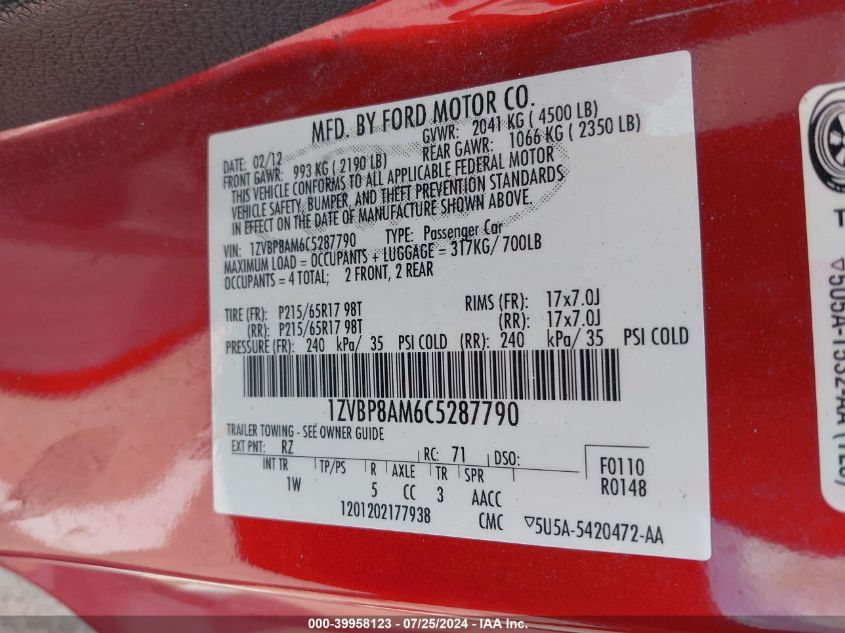 MFD. BY FORD MOTOR CO.
DATE: 02/12 GVWR: 2041 KG ( 4500 LB)
FRONT GAWR: 993 KG ( 2190 LB) REAR GAWR: 1066 KG ( 2350 LB)
THIS VEHICLE CONFORMS TO ALL APPLICABLE FEDERAL MOTOR
VEHICLE SAFETY, BUMPER, AND THEFT PREVENTION STANDARDS
IN EFFECT ON THE DATE OF MANUFACTURE SHOWN ABOVE.
VIN: 1ZVBP8AM6C5287790 TYPE: Passenger Car
MAXIMUM LOAD = OCCUPANTS + LUGGAGE = 317KG/ 700LB
OCCUPANTS = 4 TOTAL; 2 FRONT, 2 REAR
TIRE (FR): P215/65R17 98T RIMS (FR): 17x7.0J
(RR): P215/65R17 98T (RR): 17x7.0J
PRESSURE (FR): 240 kPa/ 35 PSI COLD (RR): 240 kPa/ 35 PSI COLD
1ZVBP8AM6C5287790
TRAILER TOWING - SEE OWNER GUIDE
EXT PNT: RZ RC: 71 DSO:
INT TR TP/PS R AXLE TR SPR
1W 5 CC 3 AACC
F0110
R0148
1201202177938 CMC ▽5U5A-5420472-AA
000-39958123 - 07/25/2024 - IAA Inc.